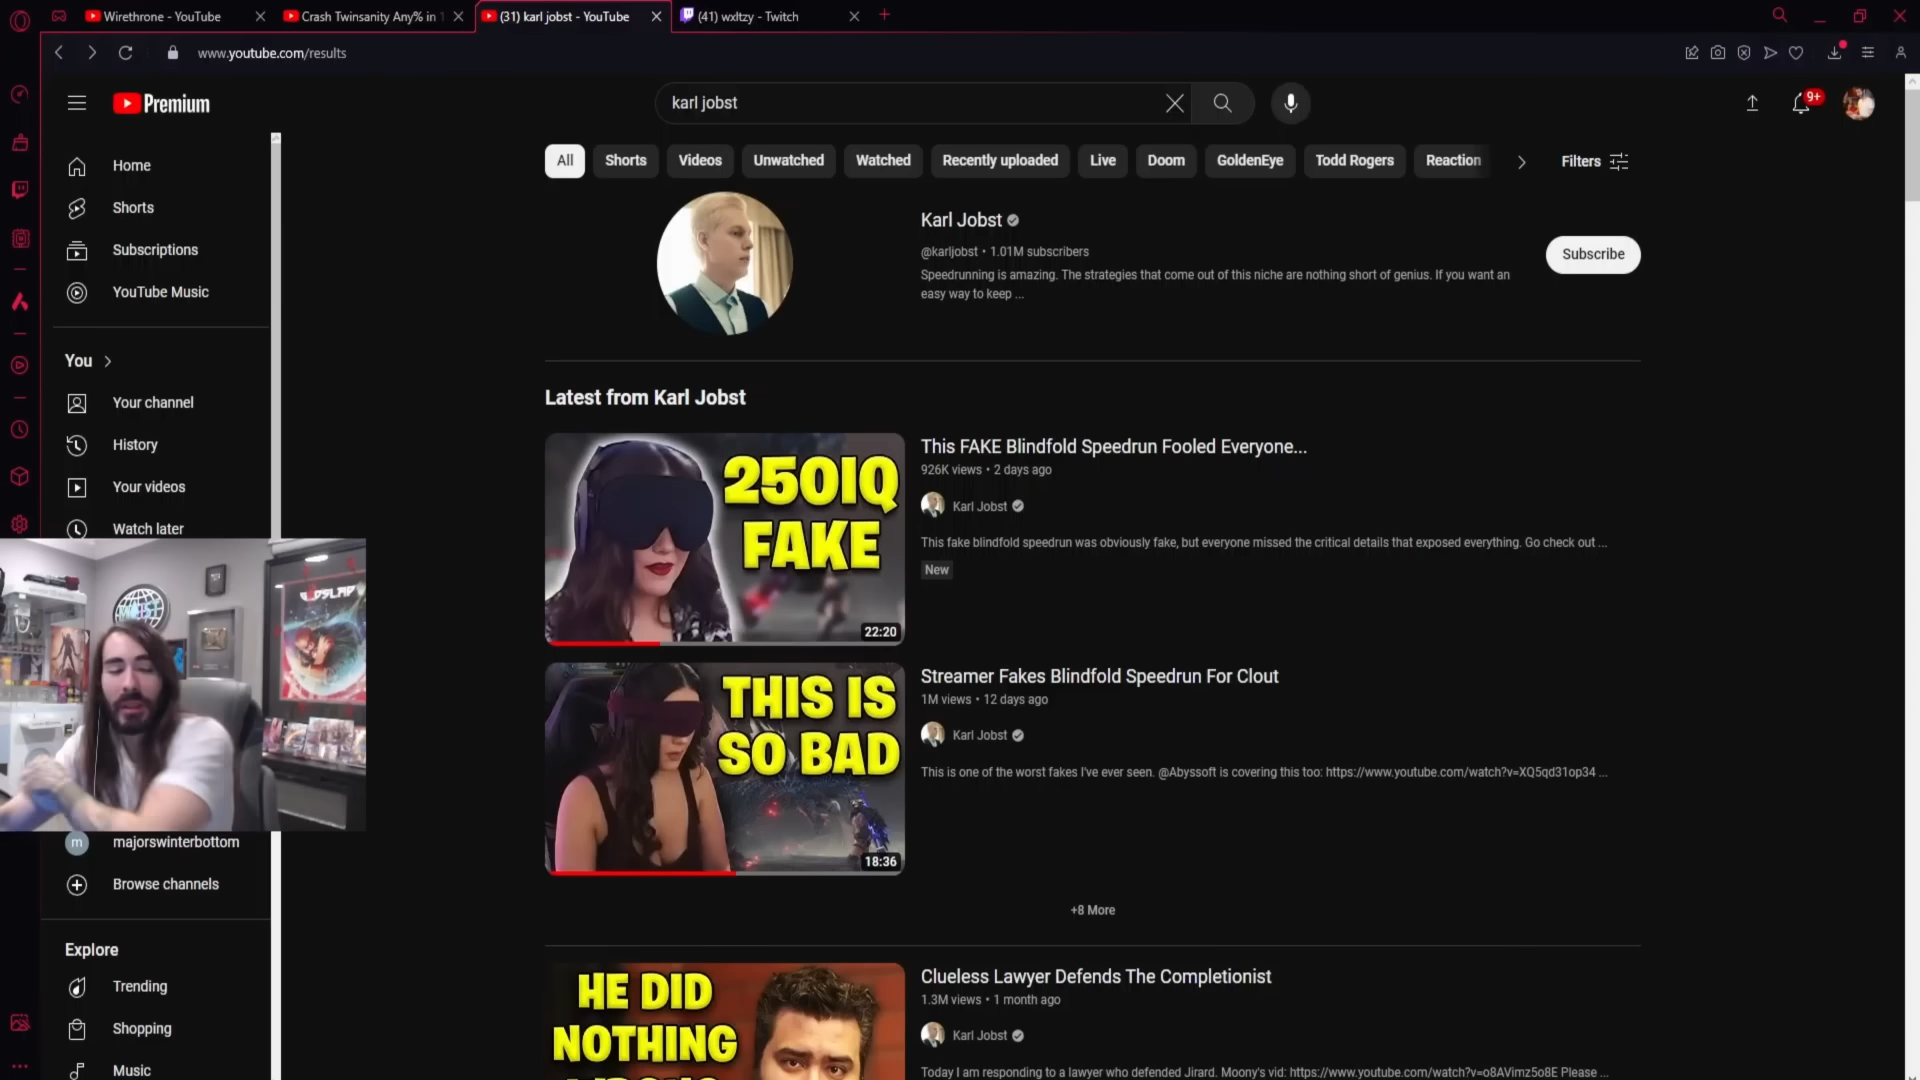 Wirethrone - YouTube
Crash Twinsanity Any% in 1
(31) karl jobst - YouTube
(41) wxltzy - Twitch
www.youtube.com/results
Premium
karl jobst
9+
Home
Shorts
Subscriptions
YouTube Music
You
Your channel
History
Your videos
Watch later
m
majorswinterbottom
Browse channels
Explore
Trending
Shopping
Music
All
Shorts
Videos
Unwatched
Watched
Recently uploaded
Live
Doom
GoldenEye
Todd Rogers
Reaction
Filters
Karl Jobst
@karljobst • 1.01M subscribers
Speedrunning is amazing. The strategies that come out of this niche are nothing short of genius. If you want an
easy way to keep ...
Subscribe
Latest from Karl Jobst
250IQ
FAKE
22:20
This FAKE Blindfold Speedrun Fooled Everyone...
926K views • 2 days ago
Karl Jobst
This fake blindfold speedrun was obviously fake, but everyone missed the critical details that exposed everything. Go check out ...
New
THIS IS
SO BAD
18:36
Streamer Fakes Blindfold Speedrun For Clout
1M views • 12 days ago
Karl Jobst
This is one of the worst fakes I've ever seen. @Abyssoft is covering this too: https://www.youtube.com/watch?v=XQ5qd31op34 ...
+8 More
HE DID
NOTHING
Clueless Lawyer Defends The Completionist
1.3M views • 1 month ago
Karl Jobst
Today I am responding to a lawyer who defended Jirard. Moony's vid: https://www.youtube.com/watch?v=o8AVimz5o8E Please ...